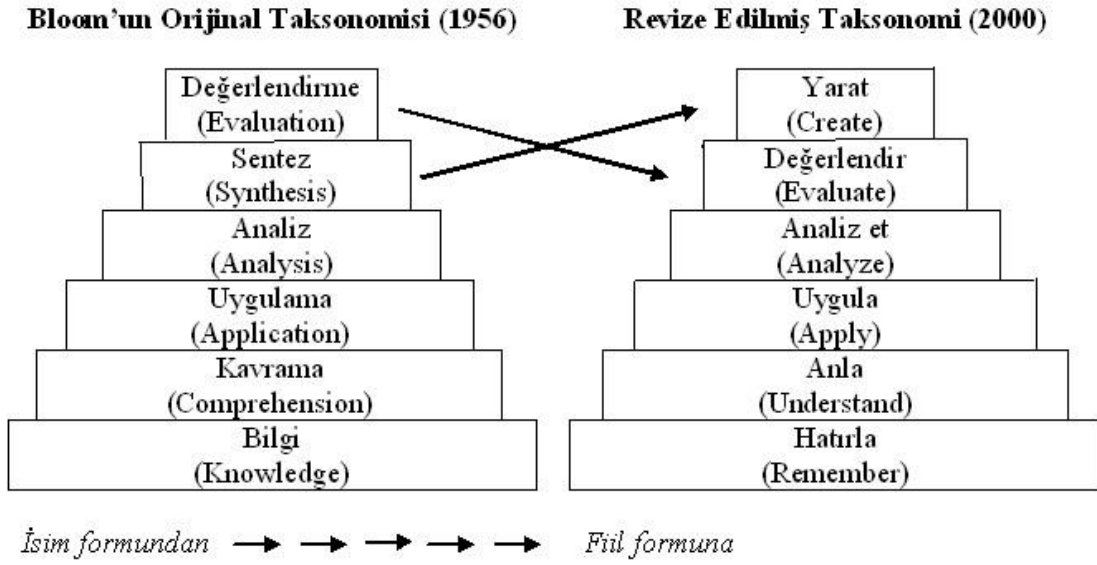 Bloom’un Orijinal Taksonomisi (1956)
Değerlendirme
(Evaluation)
Sentez
(Synthesis)
Analiz
(Analysis)
Uygulama
(Application)
Kavrama
(Comprehension)
Bilgi
(Knowledge)
Revize Edilmiş Taksonomi (2000)
Yarat
(Create)
Değerlendir
(Evaluate)
Analiz et
(Analyze)
Uygula
(Apply)
Anla
(Understand)
Hatırla
(Remember)
İsim formundan
Fiil formuna